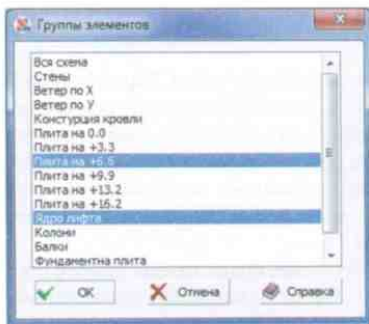 Группы элементов
Вся схема
Стены
Ветер по X
Ветер по У
Констурция кровли
Плита на 0.0
Плита на +3.3
Плита на +6.6
Плита на +9.9
Плита на +13.2
Плита на +16.2
Ядро лифта
Колони
Балки
Фундаментна плита
OK
Отмена
Справка